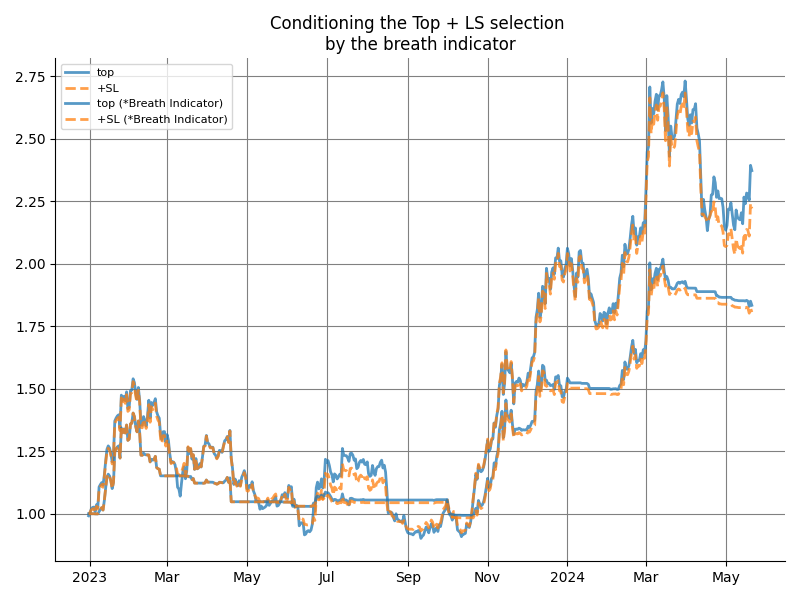 Conditioning the Top + LS selection
by the breath indicator
top
+SL
top (*Breath Indicator)
+SL (*Breath Indicator)
2.75
2.50
2.25
2.00
1.75
1.50
1.25
1.00
2023
Mar
May
Jul
Sep
Nov
2024
Mar
May